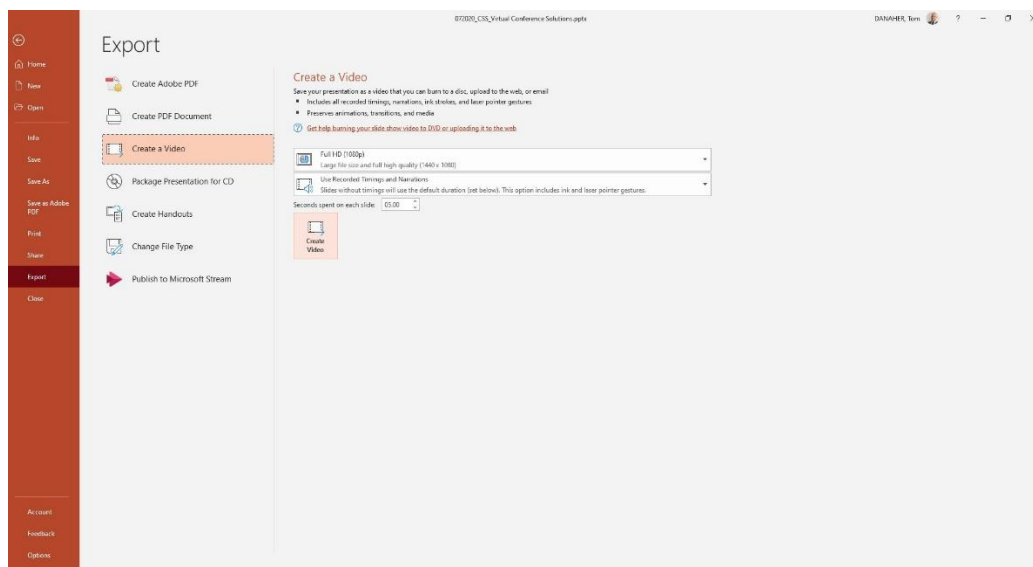 072020_CSS_Virtual Conference Solutions.pptx
DANAHER, Tom
?
Home
New
Open
Info
Save
Save As
Save as Adobe
PDF
Print
Share
Export
Close
Account
Feedback
Options
Export
Create Adobe PDF
Create PDF Document
Create a Video
Package Presentation for CD
Create Handouts
Change File Type
Publish to Microsoft Stream
Create a Video
Save your presentation as a video that you can burn to a disc, upload to the web, or email
▪ Includes all recorded timings, narrations, ink strokes, and laser pointer gestures
▪ Preserves animations, transitions, and media
Get help burning your slide show video to DVD or uploading it to the web
Full HD (1080p)
Large file size and full high quality (1440 x 1080)
Use Recorded Timings and Narrations
Slides without timings will use the default duration (set below). This option includes ink and laser pointer gestures.
Seconds spent on each slide: 05.00
Create
Video